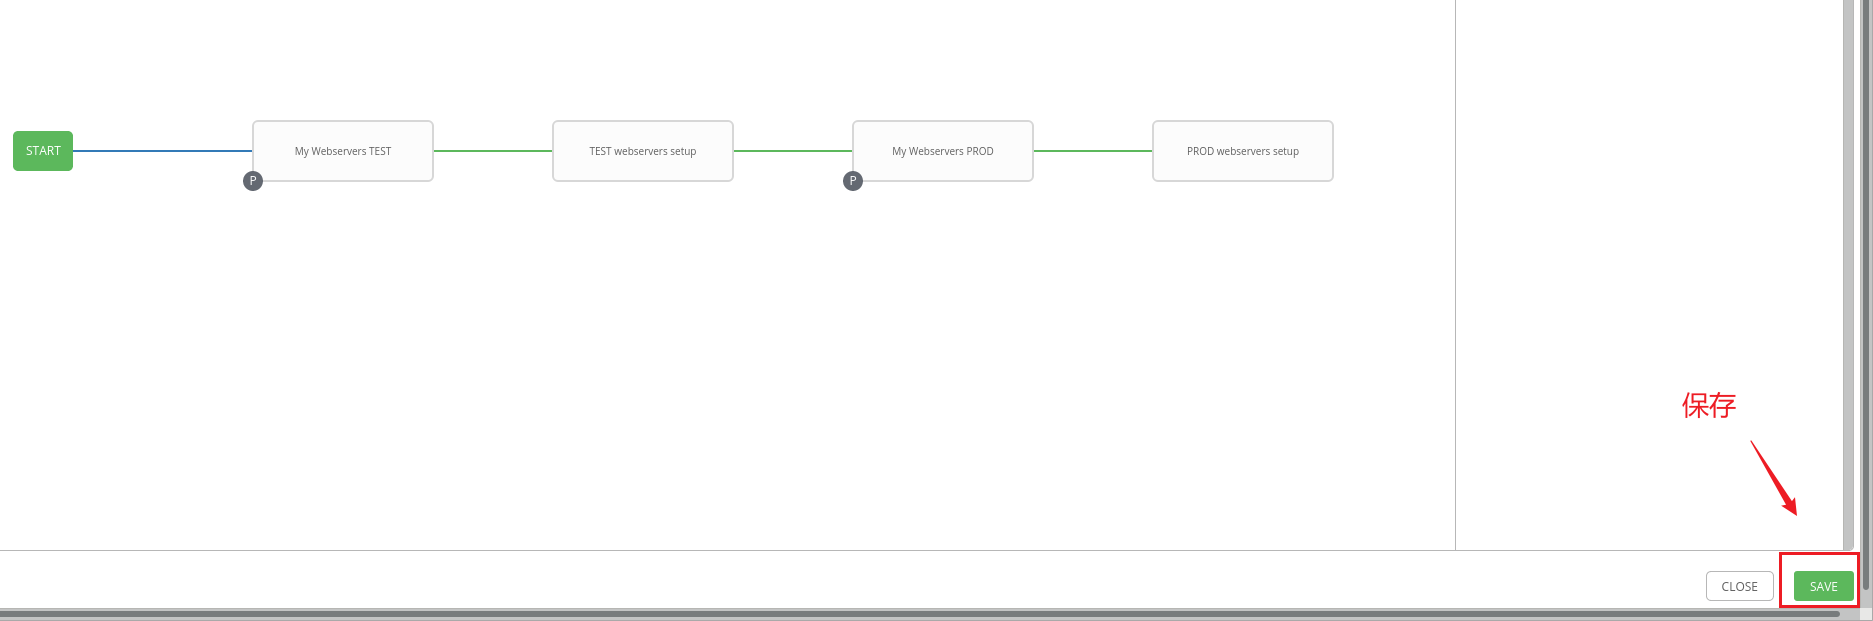 START
My Webservers TEST
P
TEST webservers setup
My Webservers PROD
P
PROD webservers setup
保存
CLOSE
SAVE